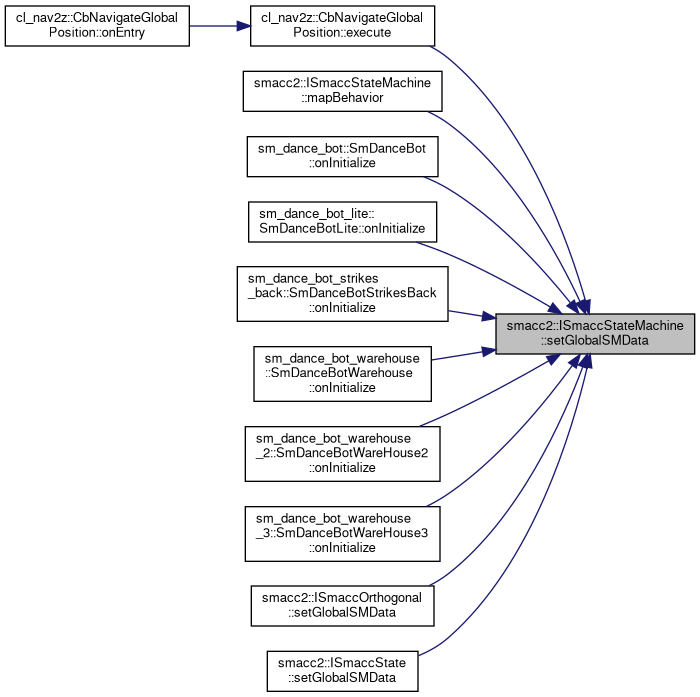 cl_nav2z::CbNavigateGlobal
Position::onEntry
cl_nav2z::CbNavigateGlobal
Position::execute
smacc2::ISmaccStateMachine
::mapBehavior
sm_dance_bot::SmDanceBot
::onInitialize
sm_dance_bot_lite::
SmDanceBotLite::onInitialize
sm_dance_bot_strikes
_back::SmDanceBotStrikesBack
::onInitialize
smacc2::ISmaccStateMachine
::setGlobalSMData
sm_dance_bot_warehouse
::SmDanceBotWarehouse
::onInitialize
sm_dance_bot_warehouse
_2::SmDanceBotWareHouse2
::onInitialize
sm_dance_bot_warehouse
_3::SmDanceBotWareHouse3
::onInitialize
smacc2::ISmaccOrthogonal
::setGlobalSMData
smacc2::ISmaccState
::setGlobalSMData